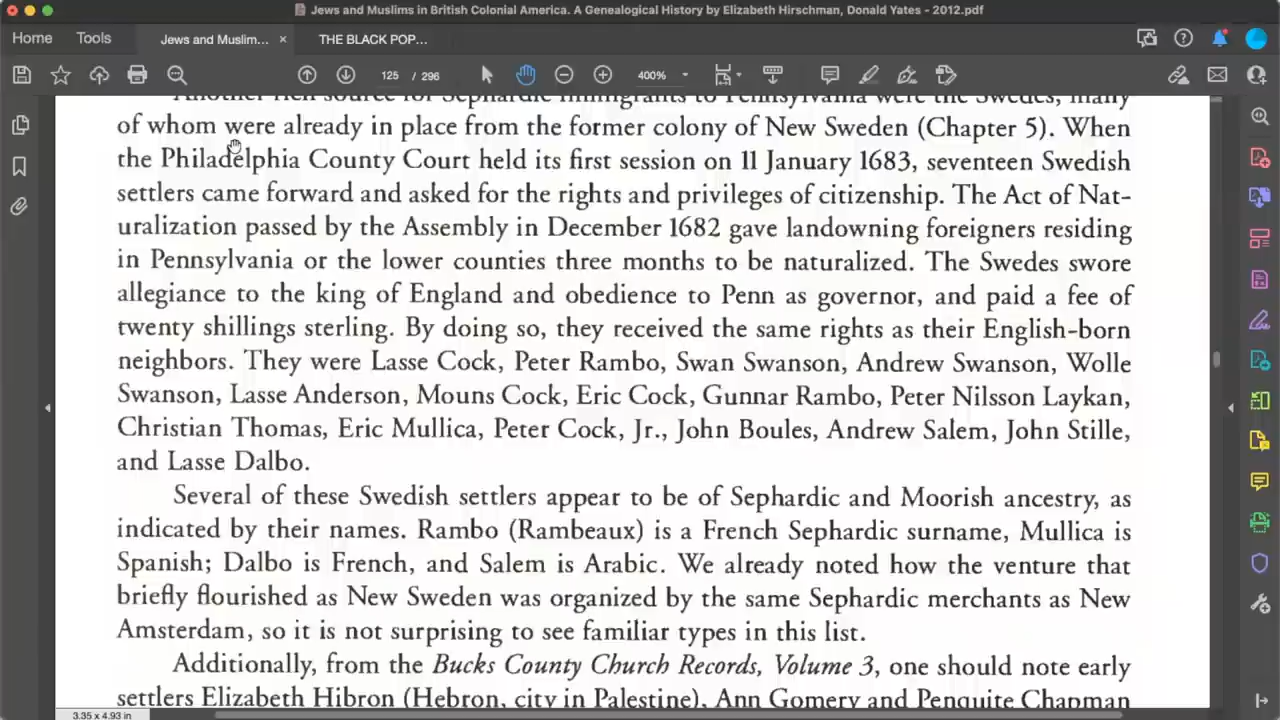 Jews and Muslims in British Colonial America. A Genealogical History by Elizabeth Hirschman, Donald Yates - 2012.pdf
Home Tools Jews and Muslim... × THE BLACK POP...
125 / 296 400%
Another rich source for Sephardic immigrants to Pennsylvania were the Swedes, many
of whom were already in place from the former colony of New Sweden (Chapter 5). When
the Philadelphia County Court held its first session on 11 January 1683, seventeen Swedish
settlers came forward and asked for the rights and privileges of citizenship. The Act of Nat-
uralization passed by the Assembly in December 1682 gave landowning foreigners residing
in Pennsylvania or the lower counties three months to be naturalized. The Swedes swore
allegiance to the king of England and obedience to Penn as governor, and paid a fee of
twenty shillings sterling. By doing so, they received the same rights as their English-born
neighbors. They were Lasse Cock, Peter Rambo, Swan Swanson, Andrew Swanson, Wolle
Swanson, Lasse Anderson, Mouns Cock, Eric Cock, Gunnar Rambo, Peter Nilsson Laykan,
Christian Thomas, Eric Mullica, Peter Cock, Jr., John Boules, Andrew Salem, John Stille,
and Lasse Dalbo.
Several of these Swedish settlers appear to be of Sephardic and Moorish ancestry, as
indicated by their names. Rambo (Rambeaux) is a French Sephardic surname, Mullica is
Spanish; Dalbo is French, and Salem is Arabic. We already noted how the venture that
briefly flourished as New Sweden was organized by the same Sephardic merchants as New
Amsterdam, so it is not surprising to see familiar types in this list.
Additionally, from the Bucks County Church Records, Volume 3, one should note early
settlers Elizabeth Hibron (Hebron, city in Palestine), Ann Gomery and Penquite Chapman
3.35 x 4.93 in